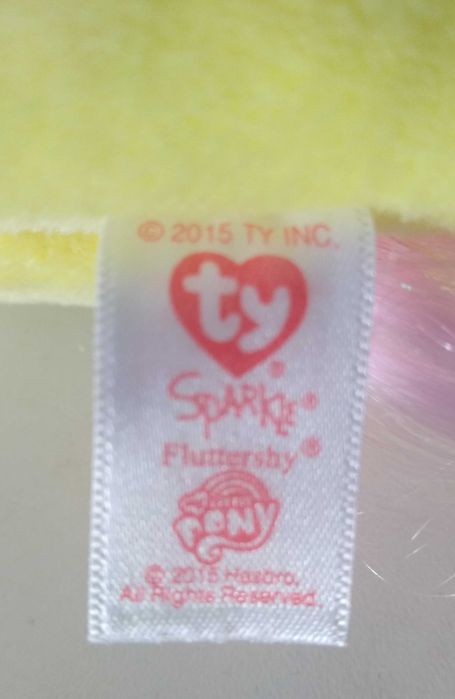 © 2015 TY INC.
ty®
SPARKLE®
Fluttershy®
MY LITTLE
PONY
© 2015 Hasbro.
All Rights Reserved.